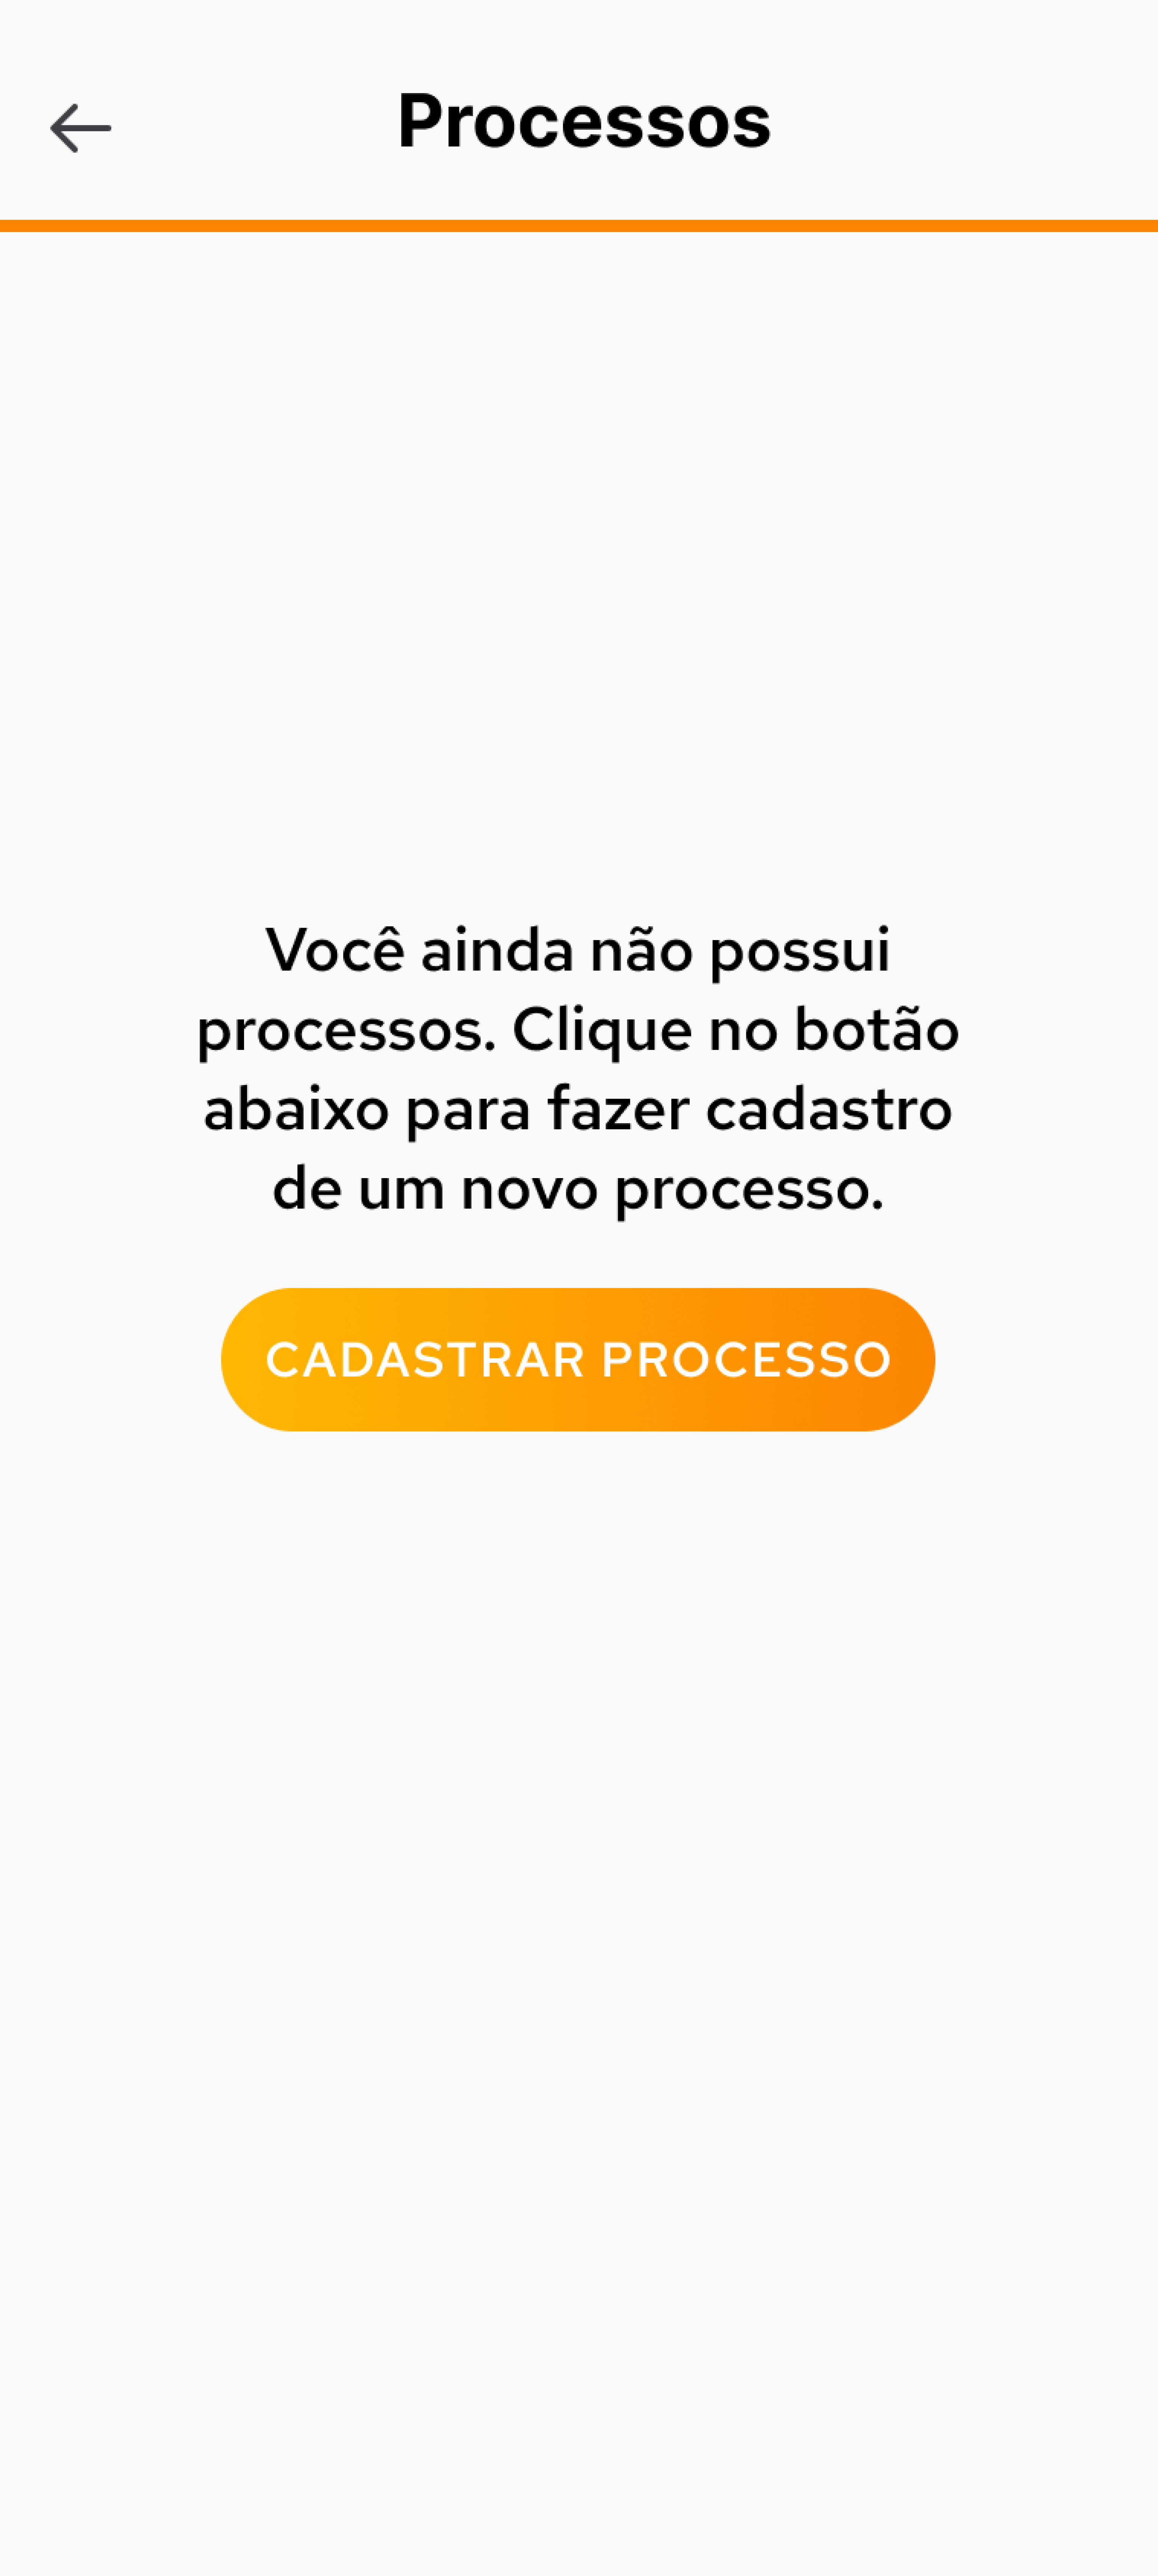 Processos
Você ainda não possui
processos. Clique no botão
abaixo para fazer cadastro
de um novo processo.
CADASTRAR PROCESSO